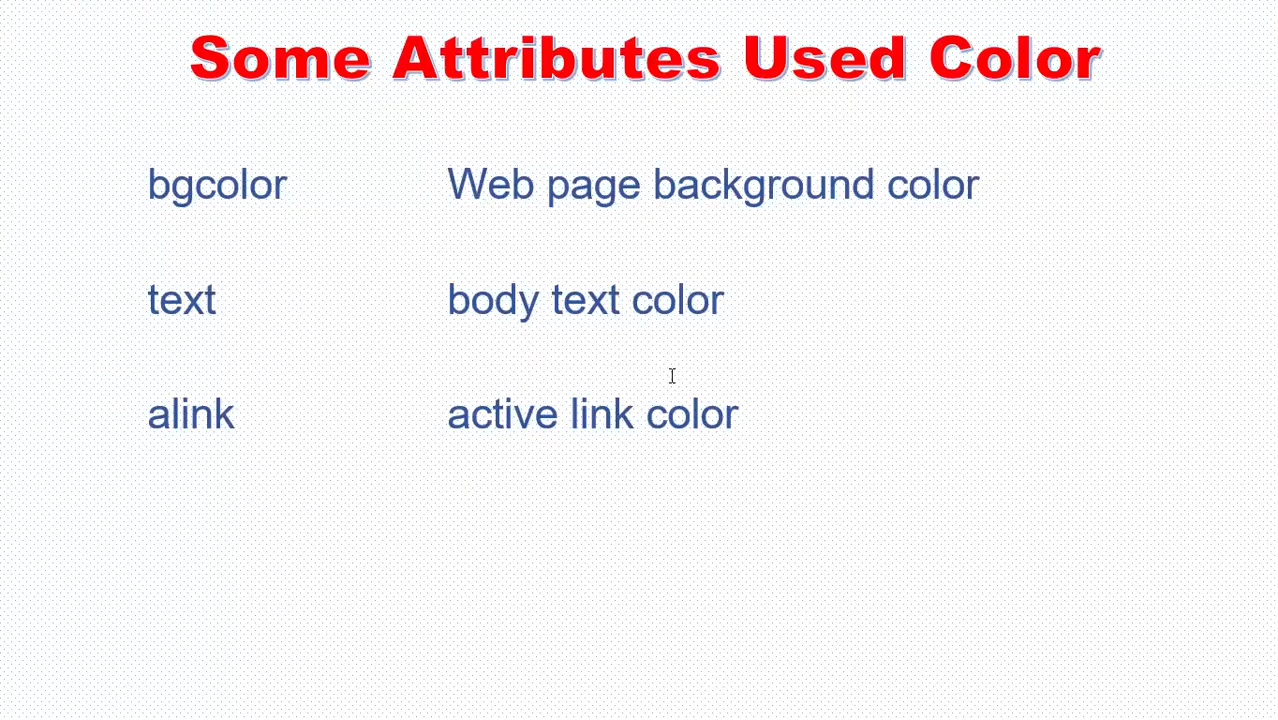 Some Attributes Used Color
bgcolor Web page background color
text body text color
alink active link color